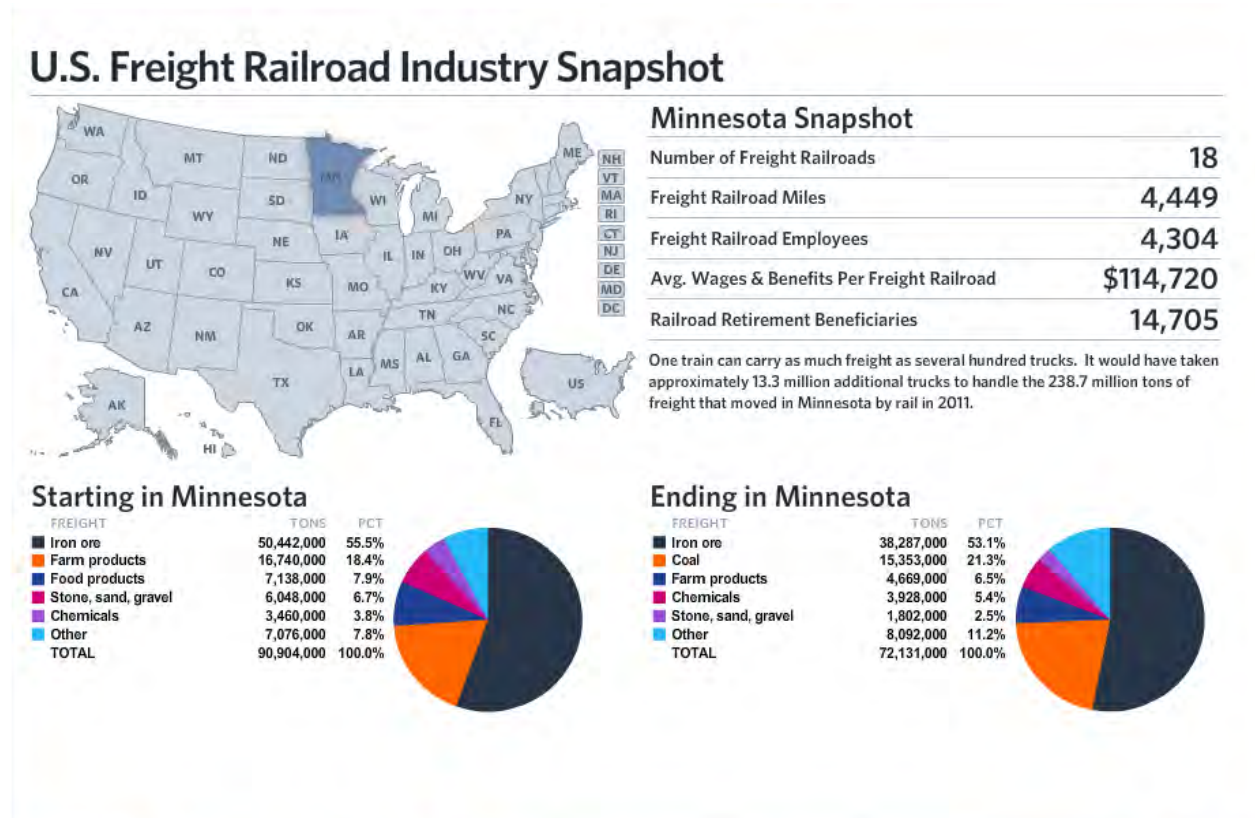 U.S. Freight Railroad Industry Snapshot
WA
MT
ND
MN
ME
NH
VT
OR
ID
SD
WI
NY
MA
WY
MI
RI
NV
NE
IA
PA
CT
UT
CO
IL
IN
OH
NJ
CA
KS
MO
KY
WV
VA
DE
MD
AZ
NM
OK
AR
TN
NC
DC
SC
TX
LA
MS
AL
GA
US
AK
HI
FL
Minnesota Snapshot
Number of Freight Railroads 18
Freight Railroad Miles 4,449
Freight Railroad Employees 4,304
Avg. Wages & Benefits Per Freight Railroad $114,720
Railroad Retirement Beneficiaries 14,705
One train can carry as much freight as several hundred trucks. It would have taken
approximately 13.3 million additional trucks to handle the 238.7 million tons of
freight that moved in Minnesota by rail in 2011.
Starting in Minnesota
FREIGHT TONS PCT
Iron ore 50,442,000 55.5%
Farm products 16,740,000 18.4%
Food products 7,138,000 7.9%
Stone, sand, gravel 6,048,000 6.7%
Chemicals 3,460,000 3.8%
Other 7,076,000 7.8%
TOTAL 90,904,000 100.0%
Ending in Minnesota
FREIGHT TONS PCT
Iron ore 38,287,000 53.1%
Coal 15,353,000 21.3%
Farm products 4,669,000 6.5%
Chemicals 3,928,000 5.4%
Stone, sand, gravel 1,802,000 2.5%
Other 8,092,000 11.2%
TOTAL 72,131,000 100.0%